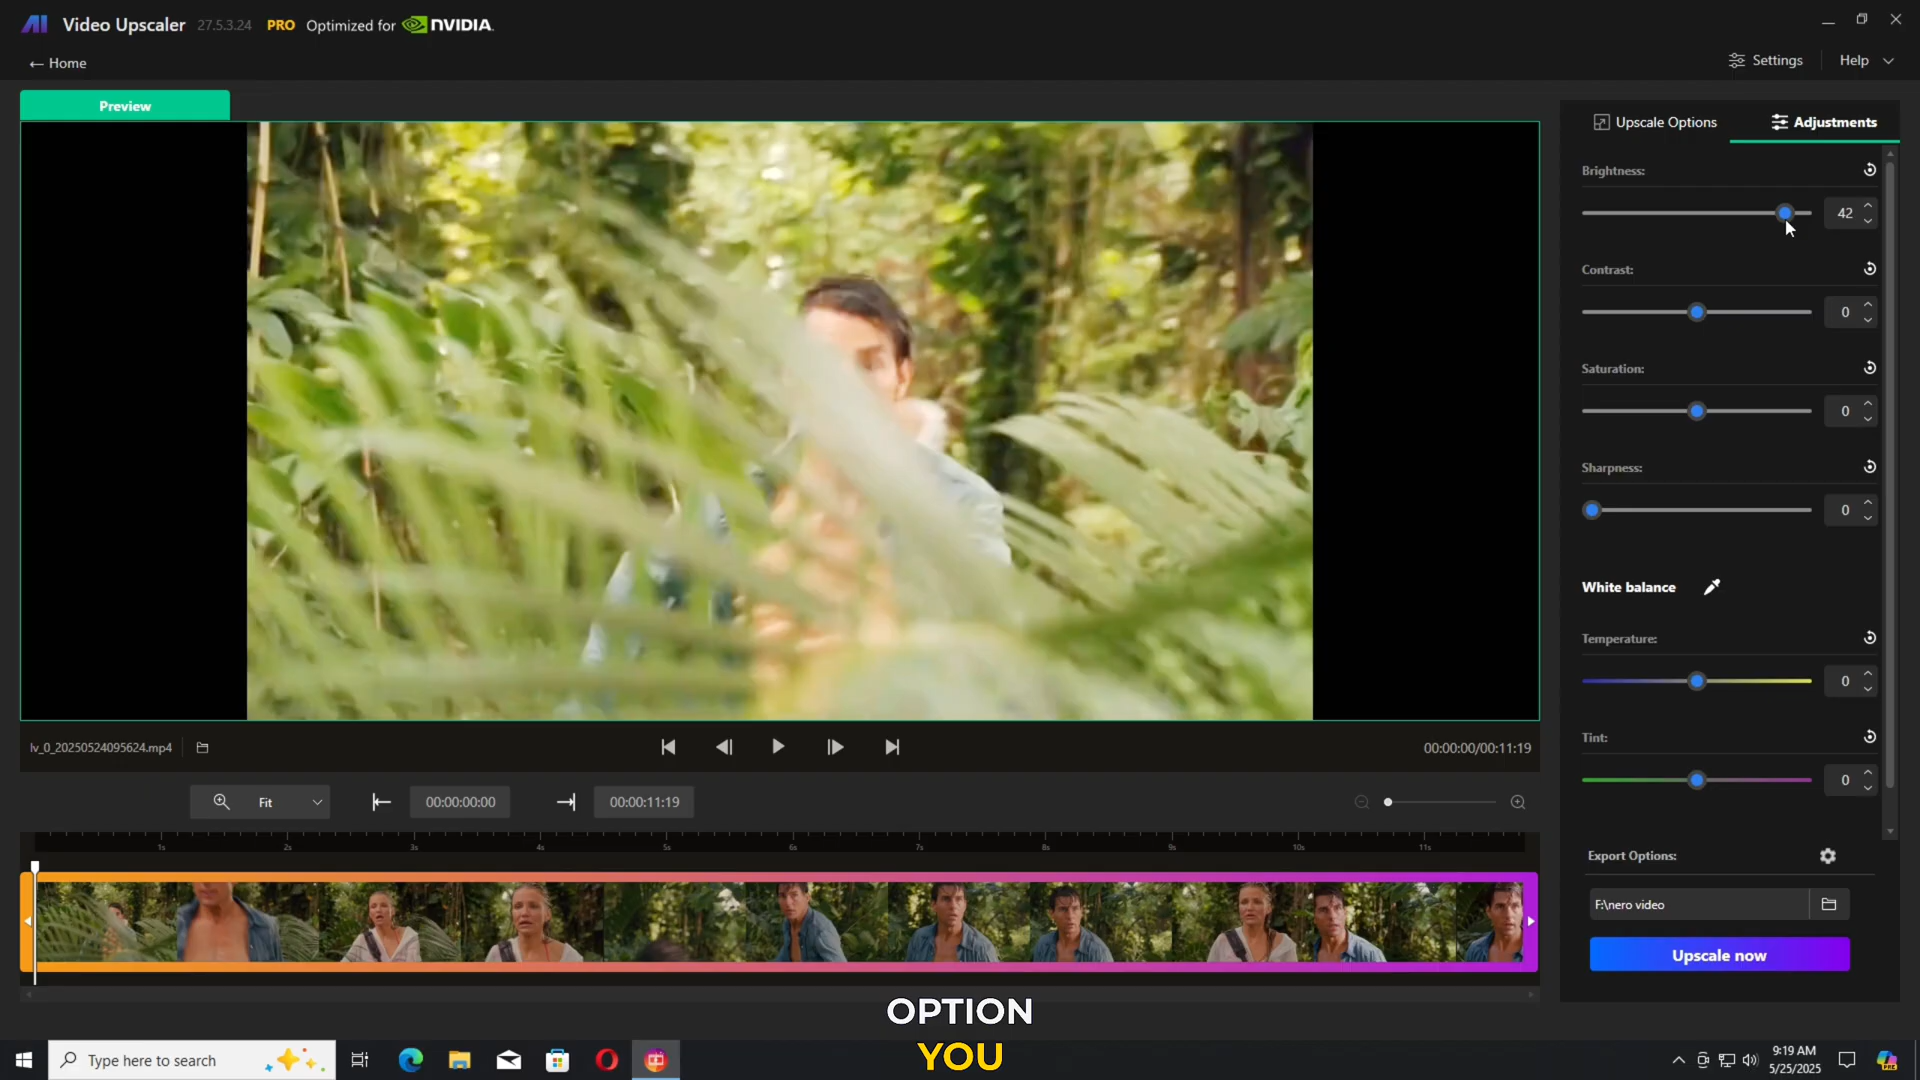 AI Video Upscaler 27.5.3.24 PRO Optimized for NVIDIA.
← Home
Settings
Help
Preview
Upscale Options
Adjustments
Brightness:
42
Contrast:
0
Saturation:
0
Sharpness:
0
White balance
Temperature:
0
Tint:
0
lv_0_20250524095624.mp4
00:00:00/00:11:19
Fit
00:00:00:00
00:00:11:19
1s 2s 3s 4s 5s 6s 7s 8s 9s 10s 11s
Export Options:
F:\nero video
Upscale now
OPTION
YOU
Type here to search
9:19 AM
5/25/2025
PRE